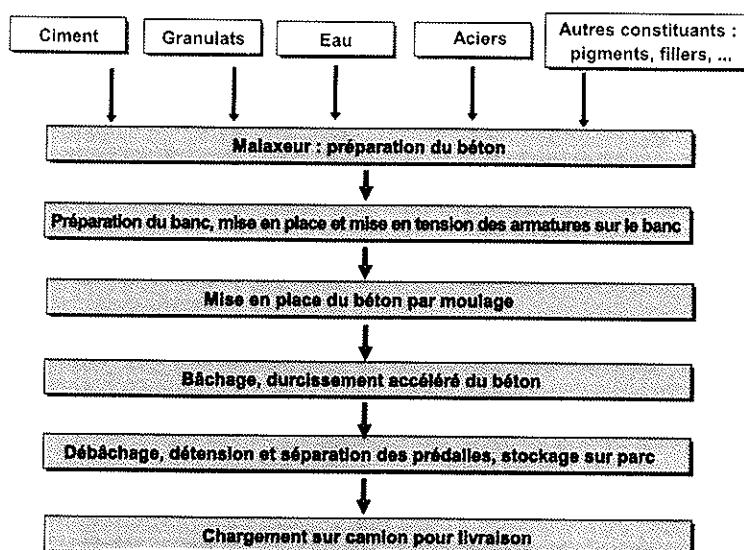 Ciment
Granulats
Eau
Aciers
Autres constituants :
pigments, fillers, ...
Malaxeur : préparation du béton
Préparation du banc, mise en place et mise en tension des armatures sur le banc
Mise en place du béton par moulage
Bâchage, durcissement accéléré du béton
Débâchage, détension et séparation des prédalles, stockage sur parc
Chargement sur camion pour livraison